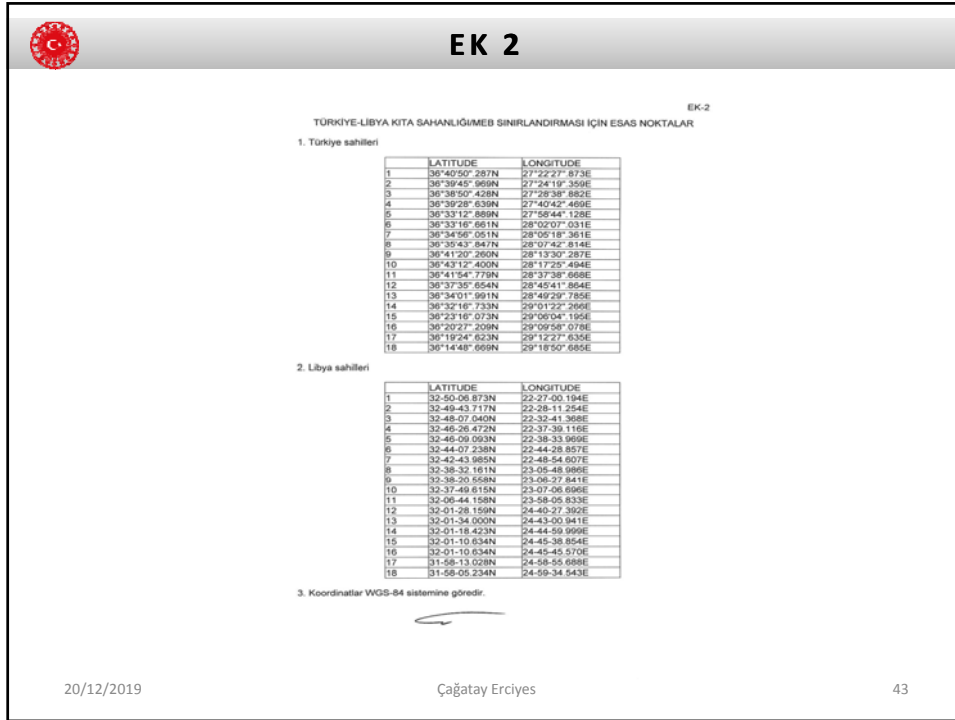 EK 2
EK-2
TÜRKİYE-LİBYA KITA SAHANLIĞI/MEB SINIRLANDIRMASI İÇİN ESAS NOKTALAR
1. Türkiye sahilleri
LATITUDE LONGITUDE
1 36°40'50".287N 27°22'27".873E
2 36°39'45".969N 27°24'19".359E
3 36°38'50".428N 27°28'38".882E
4 36°39'28".639N 27°40'42".469E
5 36°33'12".889N 27°58'44".128E
6 36°33'16".661N 28°02'07".031E
7 36°34'56".051N 28°05'18".361E
8 36°35'43".847N 28°07'42".814E
9 36°41'20".260N 28°13'30".287E
10 36°43'12".400N 28°17'25".494E
11 36°41'54".779N 28°37'38".668E
12 36°37'35".654N 28°45'41".864E
13 36°34'01".991N 28°49'29".785E
14 36°32'16".733N 29°01'22".266E
15 36°23'16".073N 29°06'04".195E
16 36°20'27".209N 29°09'58".078E
17 36°19'24".623N 29°12'27".635E
18 36°14'48".669N 29°18'50".685E
2. Libya sahilleri
LATITUDE LONGITUDE
1 32-50-06.873N 22-27-00.194E
2 32-49-43.717N 22-28-11.254E
3 32-48-07.040N 22-32-41.368E
4 32-46-26.472N 22-37-39.116E
5 32-46-09.093N 22-38-33.969E
6 32-44-07.238N 22-44-28.857E
7 32-42-43.985N 22-48-54.607E
8 32-38-32.161N 23-05-48.986E
9 32-38-20.558N 23-06-27.841E
10 32-37-49.615N 23-07-06.696E
11 32-06-44.158N 23-58-05.833E
12 32-01-28.159N 24-40-27.392E
13 32-01-34.000N 24-43-00.941E
14 32-01-18.423N 24-44-59.999E
15 32-01-10.634N 24-45-38.854E
16 32-01-10.634N 24-45-45.570E
17 31-58-13.028N 24-58-55.688E
18 31-58-05.234N 24-59-34.543E
3. Koordinatlar WGS-84 sistemine göredir.
20/12/2019 Çağatay Erciyes 43